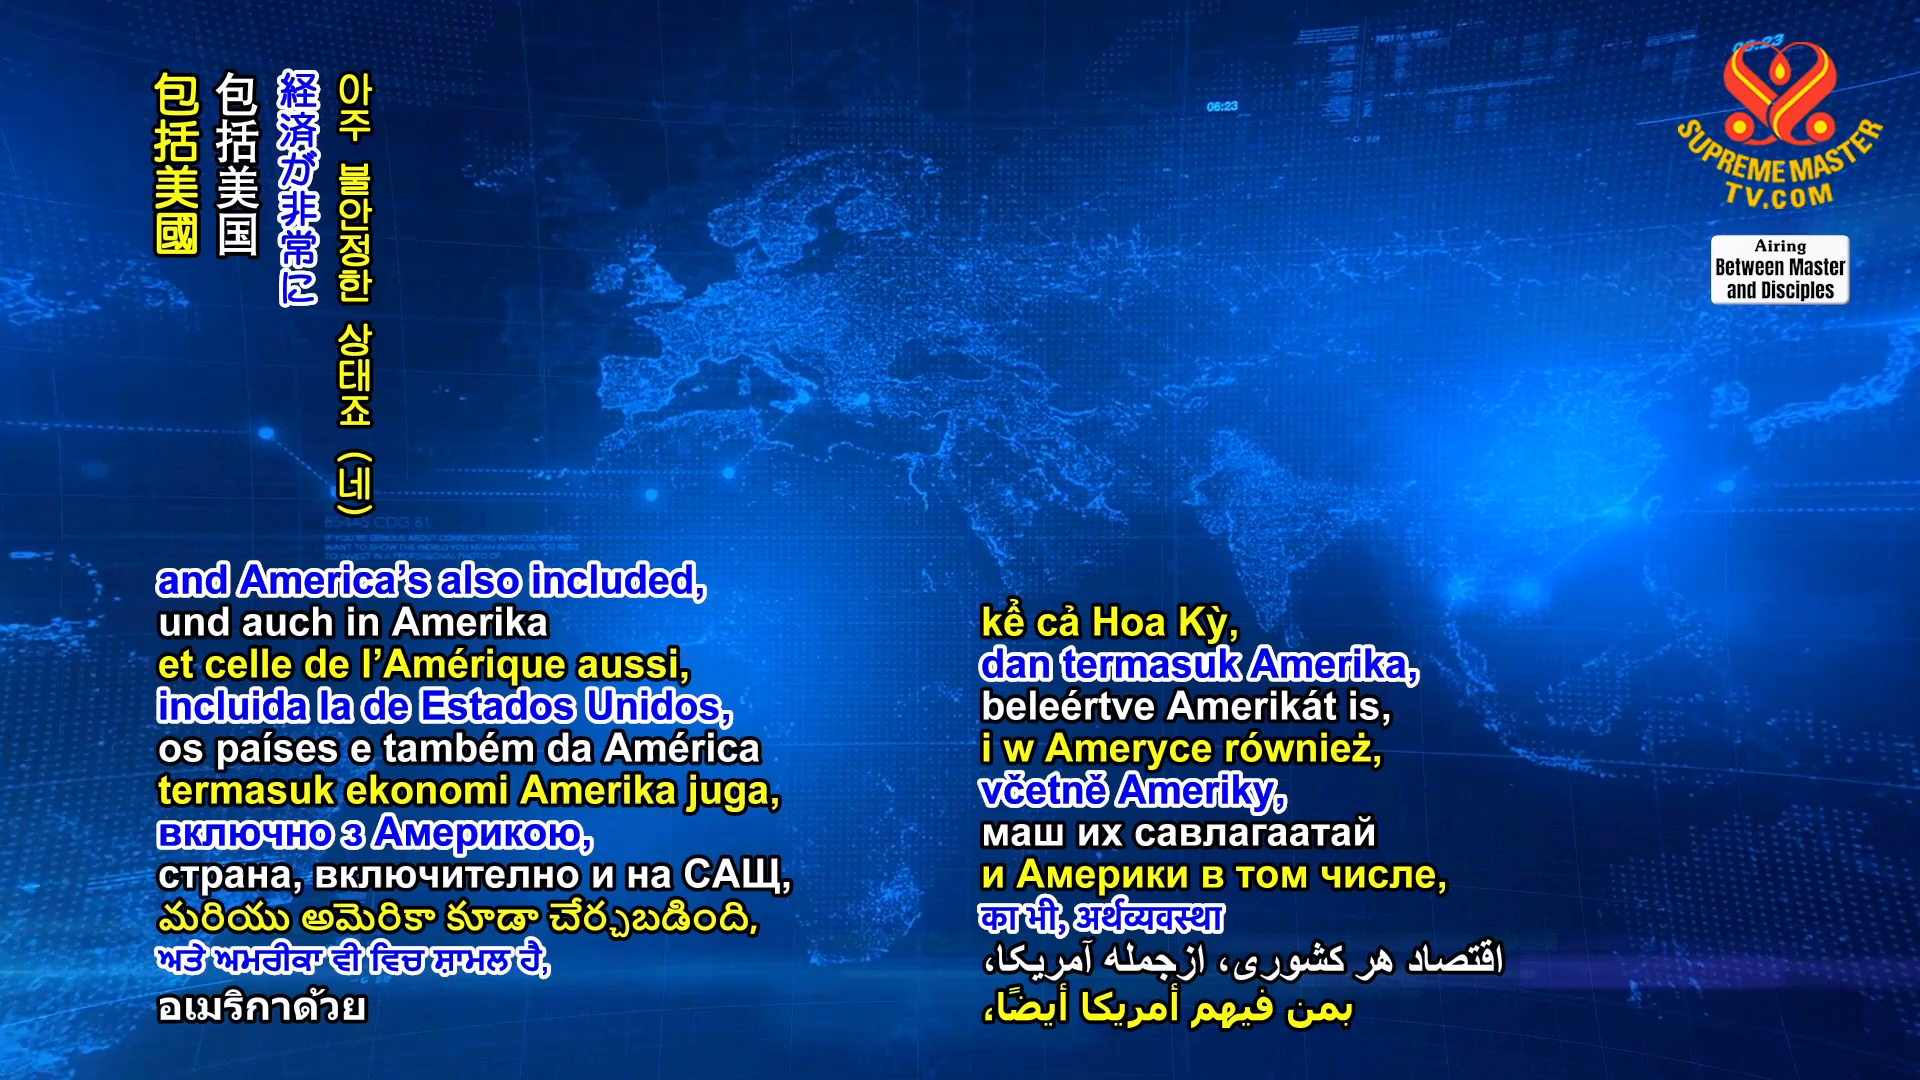 包括美國
包括美国
経済が非常に
아주 불안정한 상태죠 (네)
06:23
06:23
SUPREME MASTER
TV.COM
Airing
Between Master
and Disciples
and America’s also included,
und auch in Amerika
et celle de l’Amérique aussi,
incluida la de Estados Unidos,
os países e também da América
termasuk ekonomi Amerika juga,
включно з Америкою,
страна, включително и на САЩ,
మరియు అమెరికా కూడా చేర్చబడింది,
ਅਤੇ ਅਮਰੀਕਾ ਵੀ ਵਿਚ ਸ਼ਾਮਲ ਹੈ,
อเมริกาด้วย
kể cả Hoa Kỳ,
dan termasuk Amerika,
beleértve Amerikát is,
i w Ameryce również,
včetně Ameriky,
маш их савлагаатай
и Америки в том числе,
का भी, अर्थव्यवस्था
اقتصاد هر کشوری، ازجمله آمریکا،
بمن فيهم أمريكا أيضًا،